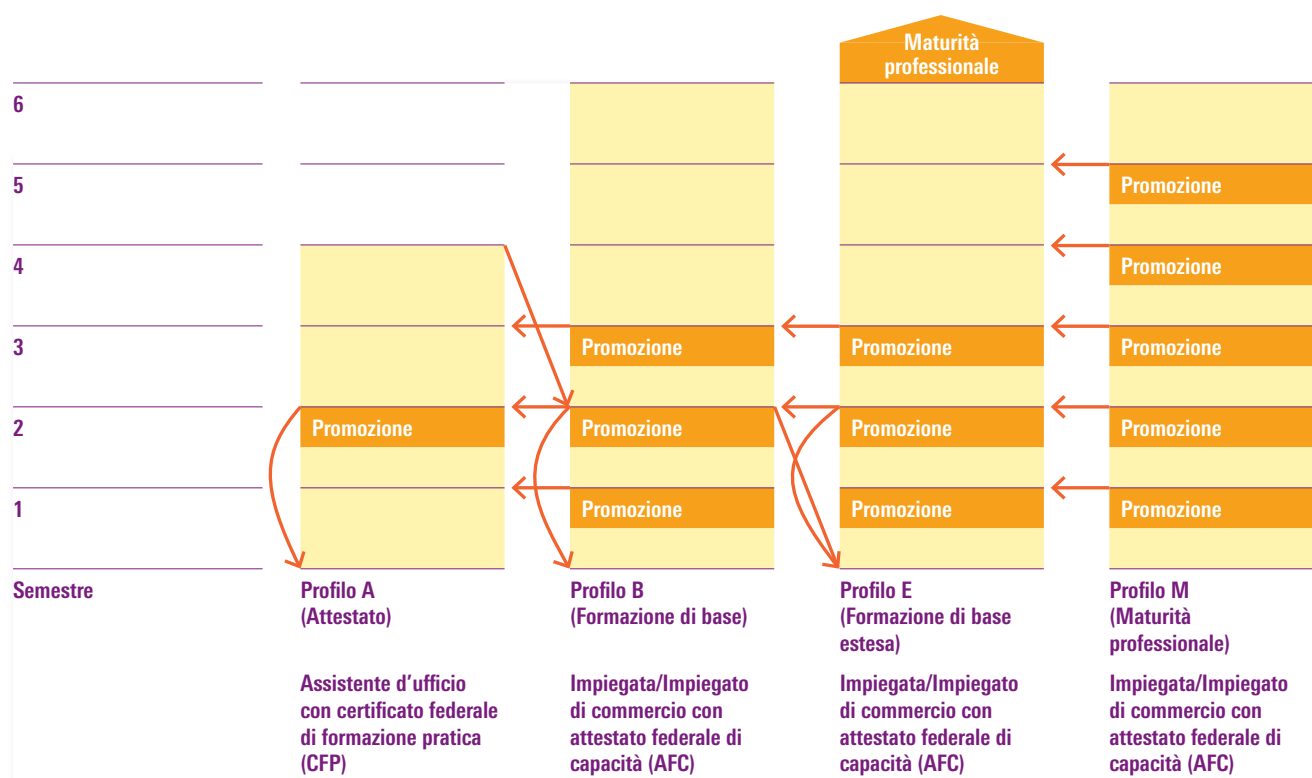 Maturità
professionale
6
5
Promozione
4
Promozione
3
Promozione
Promozione
Promozione
2
Promozione
Promozione
Promozione
Promozione
1
Promozione
Promozione
Promozione
Semestre
Profilo A
(Attestato)
Profilo B
(Formazione di base)
Profilo E
(Formazione di base
estesa)
Profilo M
(Maturità
professionale)
Assistente d’ufficio
con certificato federale
di formazione pratica
(CFP)
Impiegata/Impiegato
di commercio con
attestato federale di
capacità (AFC)
Impiegata/Impiegato
di commercio con
attestato federale di
capacità (AFC)
Impiegata/Impiegato
di commercio con
attestato federale di
capacità (AFC)